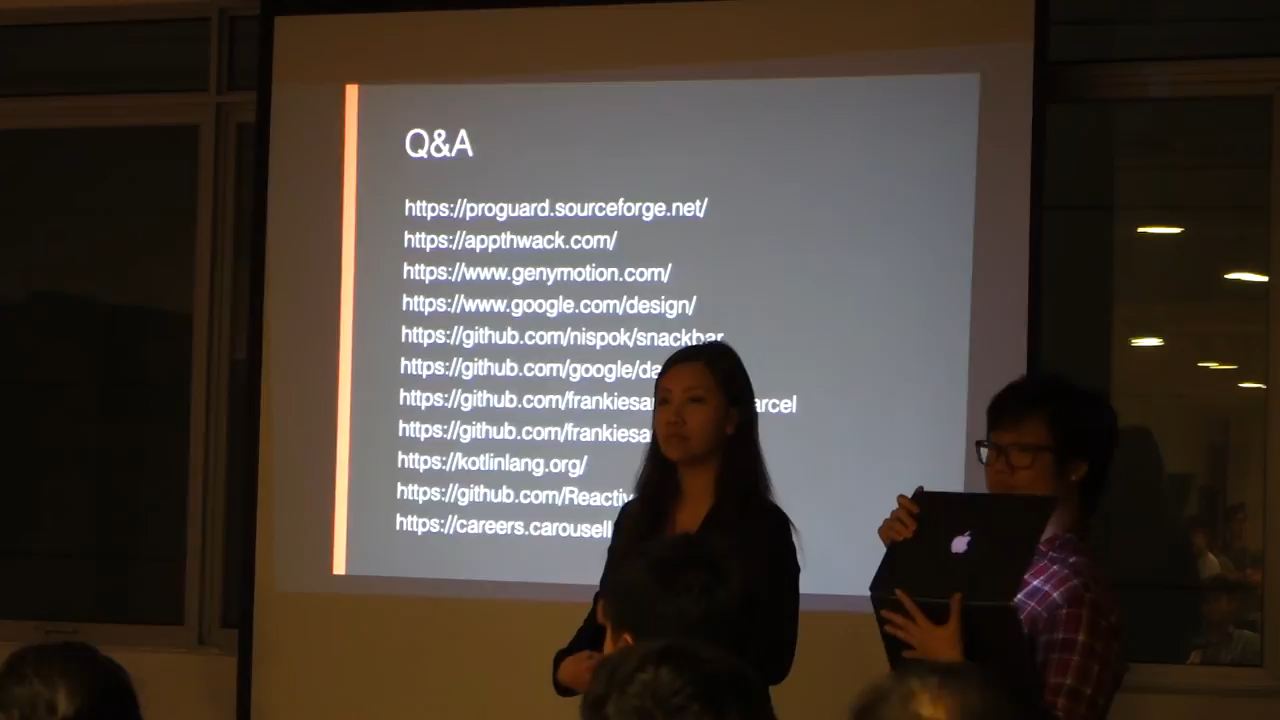 Q&A
https://proguard.sourceforge.net/
https://appthwack.com/
https://www.genymotion.com/
https://www.google.com/design/
https://github.com/nispok/snackbar
https://github.com/google/da
https://github.com/frankiesar arcel
https://github.com/frankiesa
https://kotlinlang.org/
https://github.com/Reactiv
https://careers.carousell